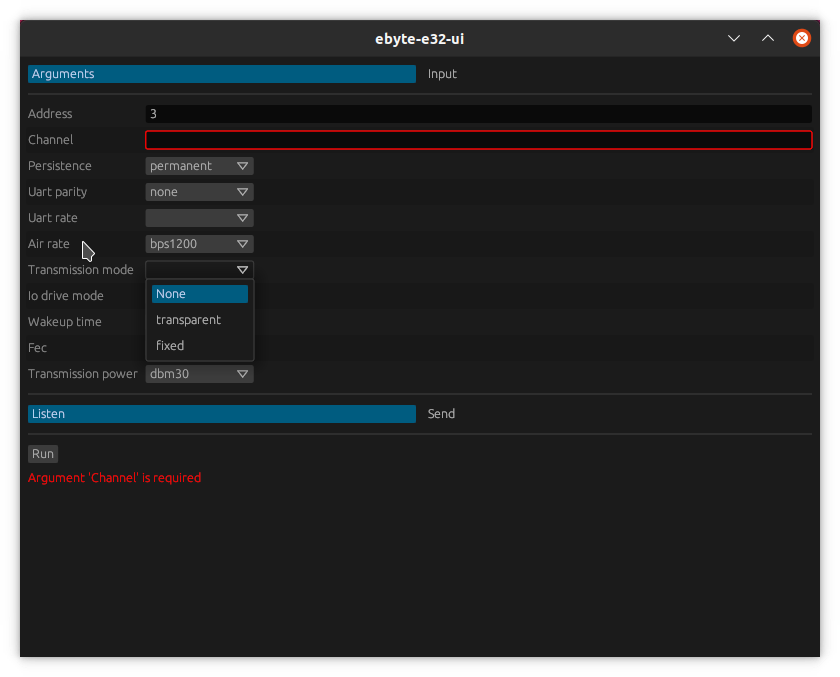 ebyte-e32-ui
Arguments Input
Address 3
Channel
Persistence permanent
Uart parity none
Uart rate
Air rate bps1200
Transmission mode
None
Io drive mode
transparent
Wakeup time
fixed
Fec
Transmission power dbm30
Listen Send
Run
Argument 'Channel' is required